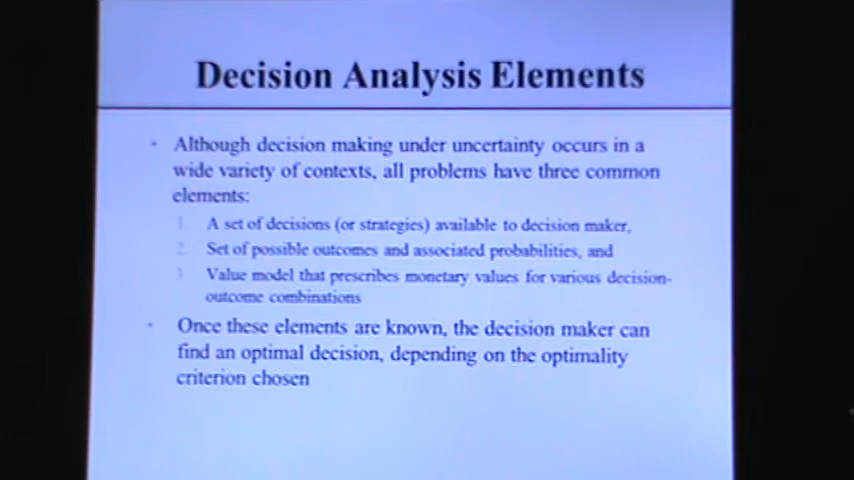 Decision Analysis Elements
• Although decision making under uncertainty occurs in a
wide variety of contexts, all problems have three common
elements:
1. A set of decisions (or strategies) available to decision maker,
2. Set of possible outcomes and associated probabilities, and
3. Value model that prescribes monetary values for various decision-
outcome combinations
• Once these elements are known, the decision maker can
find an optimal decision, depending on the optimality
criterion chosen